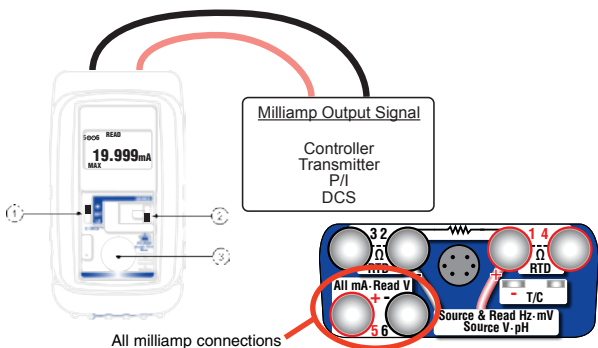 READ
19.999mA
MAX
1
2
3
Milliamp Output Signal
Controller
Transmitter
P/I
DCS
3 2
1 4
Ω
RTD
Ω
RTD
All mA·Read V
+ -
5 6
+
- T/C
Source & Read Hz·mV
Source V·pH
All milliamp connections